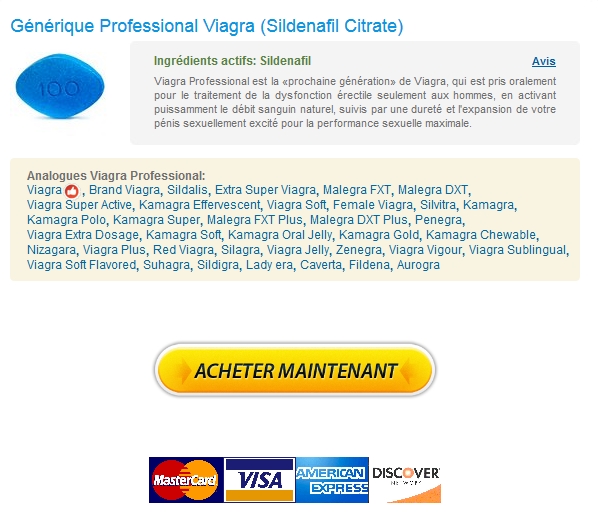 Générique Professional Viagra (Sildenafil Citrate)
100
Ingrédients actifs: Sildenafil
Avis
Viagra Professional est la «prochaine génération» de Viagra, qui est pris oralement
pour le traitement de la dysfonction érectile seulement aux hommes, en activant
puissamment le débit sanguin naturel, suivis par une dureté et l'expansion de votre
pénis sexuellement excité pour la performance sexuelle maximale.
Analogues Viagra Professional:
Viagra , Brand Viagra, Sildalis, Extra Super Viagra, Malegra FXT, Malegra DXT,
Viagra Super Active, Kamagra Effervescent, Viagra Soft, Female Viagra, Silvitra, Kamagra,
Kamagra Polo, Kamagra Super, Malegra FXT Plus, Malegra DXT Plus, Penegra,
Viagra Extra Dosage, Kamagra Soft, Kamagra Oral Jelly, Kamagra Gold, Kamagra Chewable,
Nizagara, Viagra Plus, Red Viagra, Silagra, Viagra Jelly, Zenegra, Viagra Vigour, Viagra Sublingual,
Viagra Soft Flavored, Suhagra, Sildigra, Lady era, Caverta, Fildena, Aurogra
ACHETER MAINTENANT
MasterCard
VISA
AMERICAN
EXPRESS
DISCOVER
NETWORK